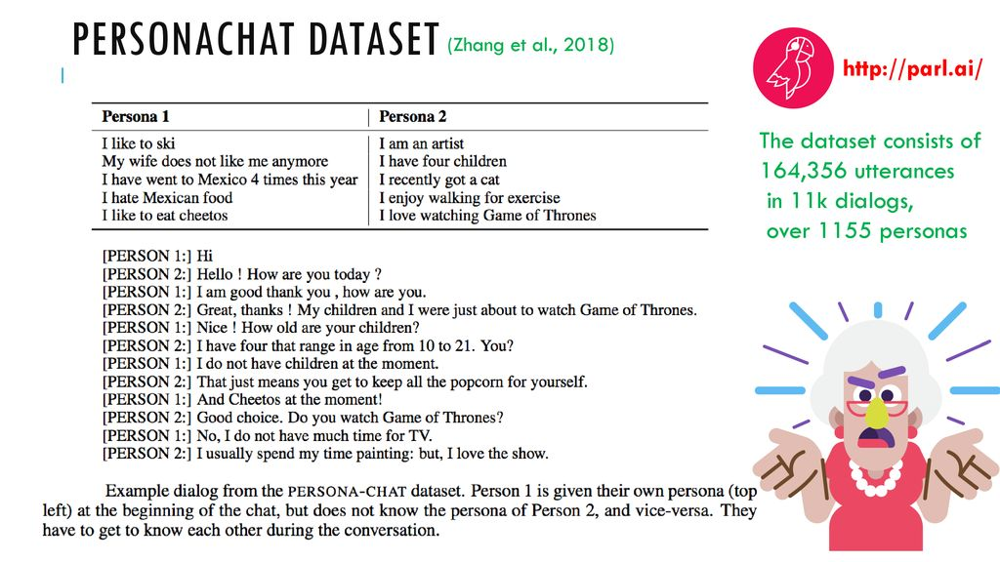 PERSONACHAT DATASET (Zhang et al., 2018)
http://parl.ai/
Persona 1 Persona 2
I like to ski I am an artist
My wife does not like me anymore I have four children
I have went to Mexico 4 times this year I recently got a cat
I hate Mexican food I enjoy walking for exercise
I like to eat cheetos I love watching Game of Thrones
The dataset consists of
164,356 utterances
in 11k dialogs,
over 1155 personas
[PERSON 1:] Hi
[PERSON 2:] Hello ! How are you today ?
[PERSON 1:] I am good thank you , how are you.
[PERSON 2:] Great, thanks ! My children and I were just about to watch Game of Thrones.
[PERSON 1:] Nice ! How old are your children?
[PERSON 2:] I have four that range in age from 10 to 21. You?
[PERSON 1:] I do not have children at the moment.
[PERSON 2:] That just means you get to keep all the popcorn for yourself.
[PERSON 1:] And Cheetos at the moment!
[PERSON 2:] Good choice. Do you watch Game of Thrones?
[PERSON 1:] No, I do not have much time for TV.
[PERSON 2:] I usually spend my time painting: but, I love the show.
Example dialog from the PERSONA-CHAT dataset. Person 1 is given their own persona (top
left) at the beginning of the chat, but does not know the persona of Person 2, and vice-versa. They
have to get to know each other during the conversation.